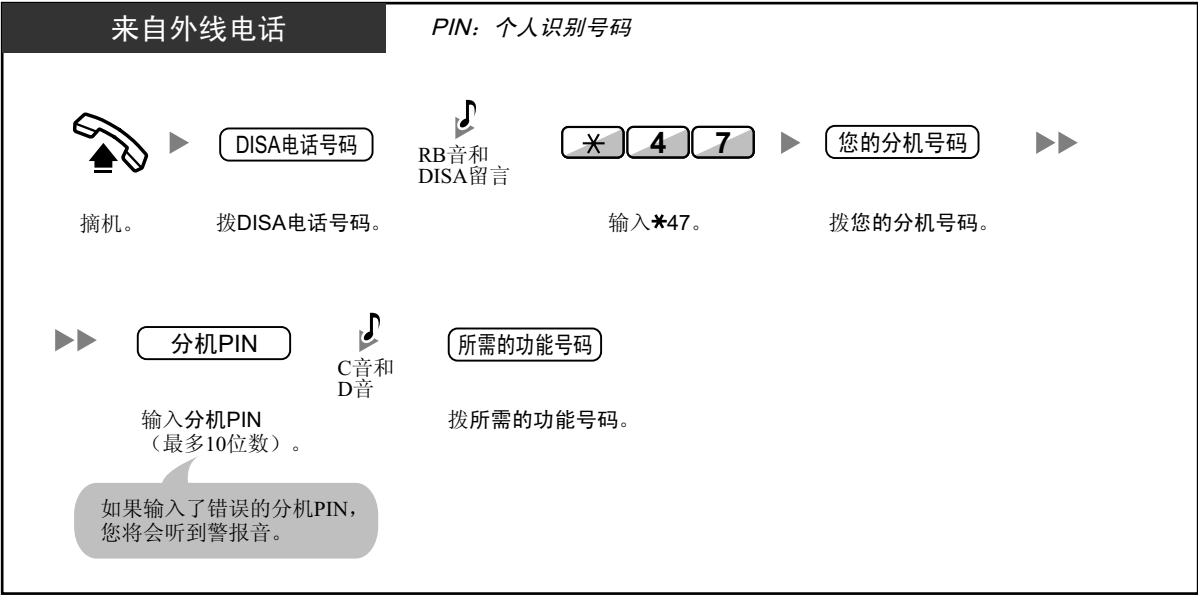 来自外线电话
PIN：个人识别号码
DISA电话号码
RB音和
DISA留言
* 4 7
您的分机号码
摘机。
拨DISA电话号码。
输入*47。
拨您的分机号码。
分机PIN
C音和
D音
所需的功能号码
输入分机PIN
（最多10位数）。
拨所需的功能号码。
如果输入了错误的分机PIN，
您将会听到警报音。